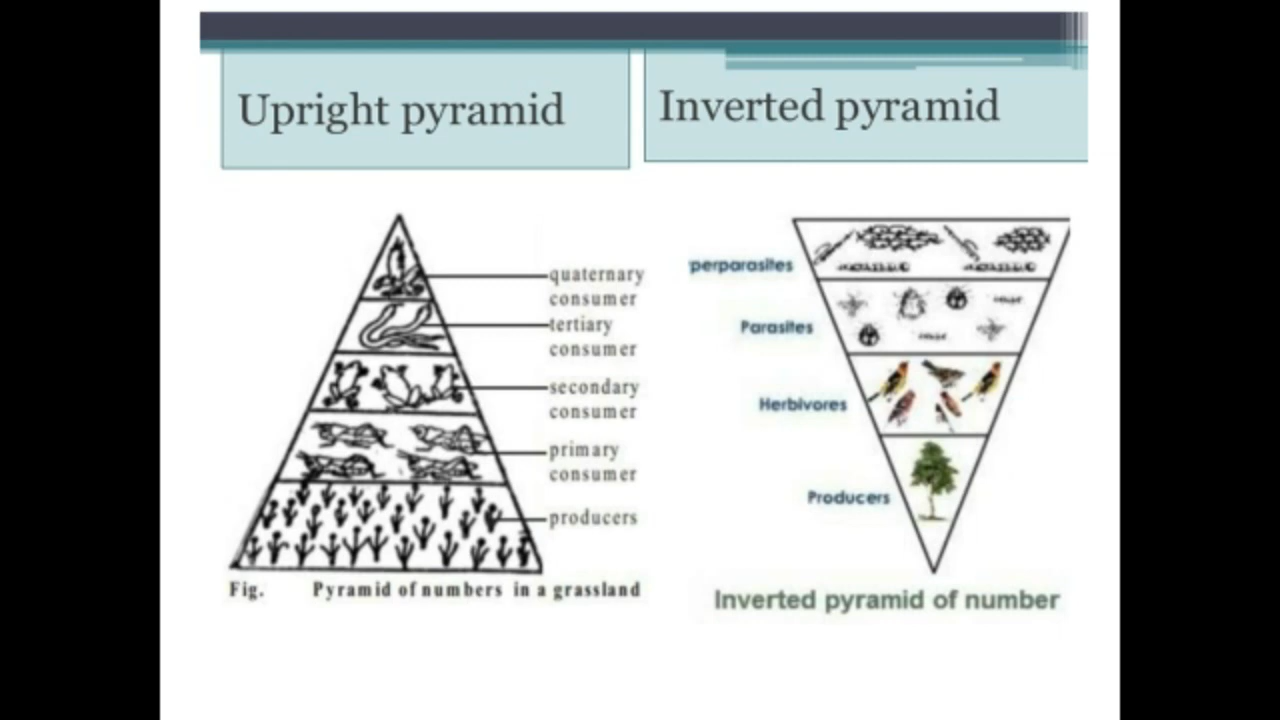 Upright pyramid
Inverted pyramid
quaternary
consumer
tertiary
consumer
secondary
consumer
primary
consumer
producers
Fig. Pyramid of numbers in a grassland
perparasites
Parasites
Herbivores
Producers
Inverted pyramid of number